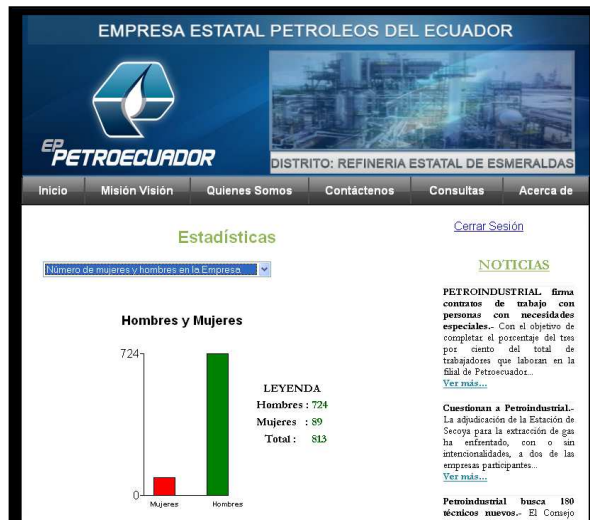 EMPRESA ESTATAL PETROLEOS DEL ECUADOR
EP
PETROECUADOR
DISTRITO: REFINERIA ESTATAL DE ESMERALDAS
Inicio Misión Visión Quienes Somos Contáctenos Consultas Acerca de
Estadísticas
Número de mujeres y hombres en la Empresa
Hombres y Mujeres
724
0
Mujeres Hombres
LEYENDA
Hombres : 724
Mujeres : 89
Total : 813
Cerrar Sesión
NOTICIAS
PETROINDUSTRIAL firma
contratos de trabajo con
personas con necesidades
especiales.- Con el objetivo de
completar el porcentaje del tres
por ciento del total de
trabajadores que laboran en la
filial de Petroecuador...
Ver más...
Cuestionan a Petroindustrial.-
La adjudicación de la Estación de
Secoya para la extracción de gas
ha enfrentado, con o sin
intencionalidades, a dos de las
empresas participantes...
Ver más...
Petroindustrial busca 180
técnicos nuevos.- El Consejo